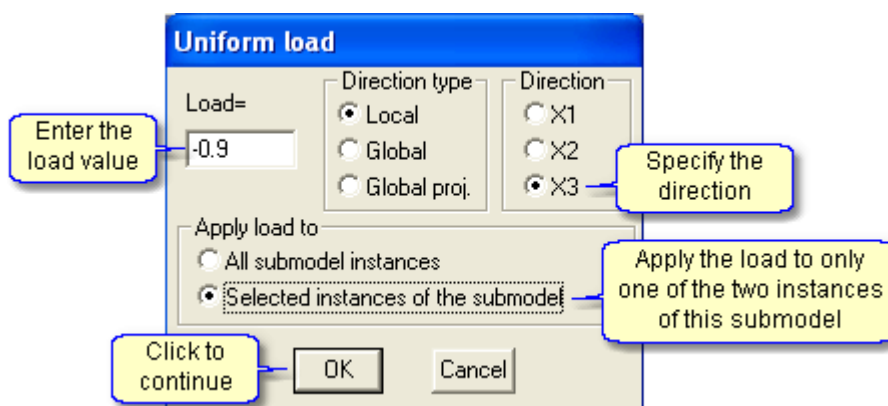 Uniform load
Load=
-0.9
Direction type
Local
Global
Global proj.
Direction
X1
X2
X3
Enter the
load value
Specify the
direction
Apply load to
All submodel instances
Selected instances of the submodel
Apply the load to only
one of the two instances
of this submodel
Click to
continue
OK
Cancel